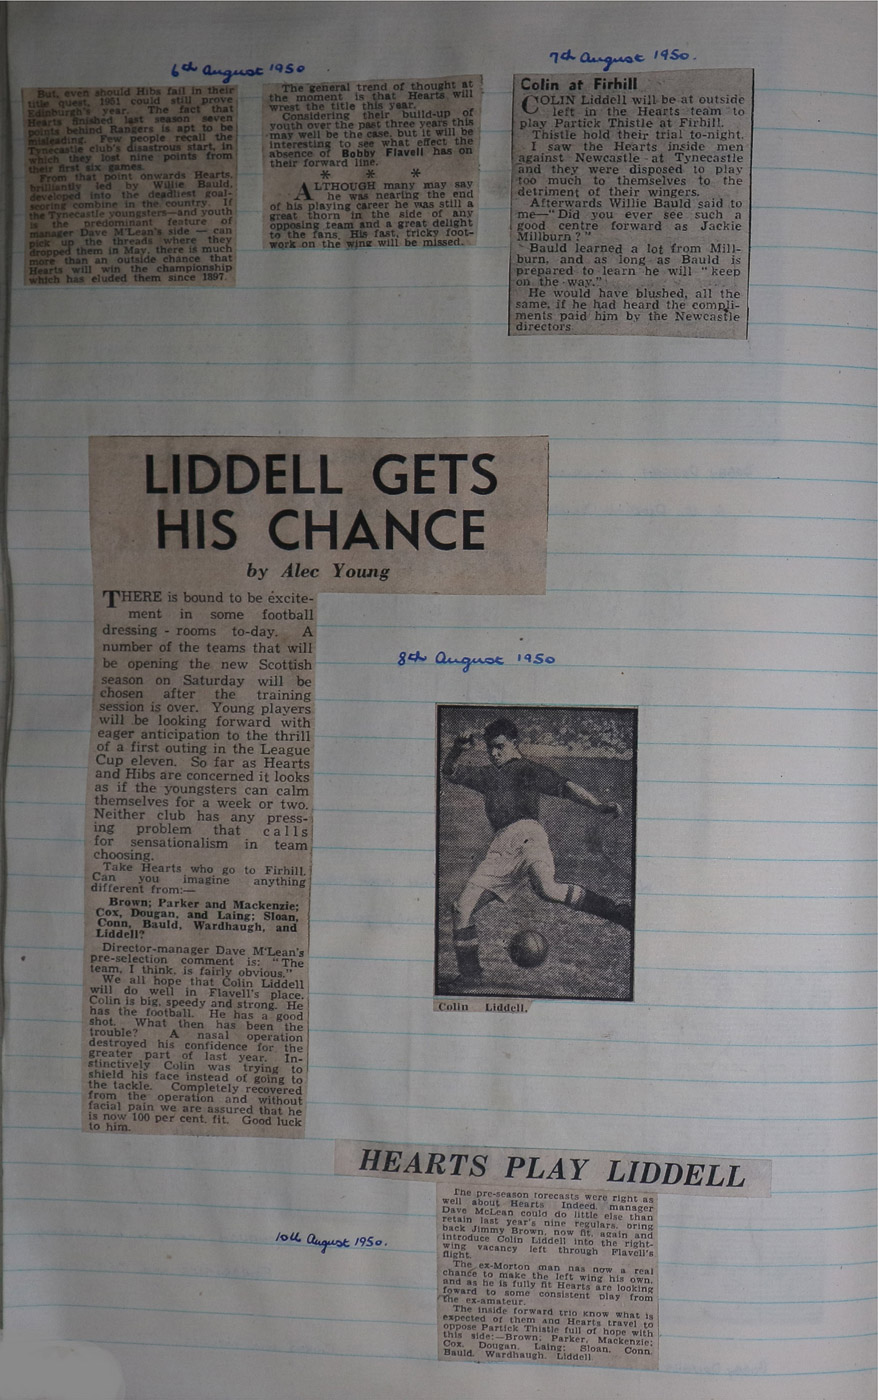 6th August 1950
But, even should Hibs fail in their
title quest, 1951 could still prove
Edinburgh's year. The fact that
Hearts finished last season seven
points behind Rangers is apt to be
misleading. Few people recall the
Tynecastle club's disastrous start, in
which they lost nine points from
their first six games.
From that point onwards Hearts,
brilliantly led by Willie Bauld,
developed into the deadliest goal-
scoring combine in the country. If
the Tynecastle youngsters—and youth
is the predominant feature of
manager Dave M'Lean's side — can
pick up the threads where they
dropped them in May, there is much
more than an outside chance that
Hearts will win the championship
which has eluded them since 1897.
The general trend of thought at
the moment is that Hearts will
wrest the title this year.
Considering their build-up of
youth over the past three years this
may well be the case, but it will be
interesting to see what effect the
absence of Bobby Flavell has on
their forward line.
* * *
ALTHOUGH many may say
he was nearing the end
of his playing career he was still a
great thorn in the side of any
opposing team and a great delight
to the fans. His fast, tricky foot-
work on the wing will be missed.
7th August 1950.
Colin at Firhill
COLIN Liddell will be at outside
left in the Hearts team to
play Partick Thistle at Firhill.
Thistle hold their trial to-night.
I saw the Hearts inside men
against Newcastle at Tynecastle
and they were disposed to play
too much to themselves to the
detriment of their wingers.
Afterwards Willie Bauld said to
me—"Did you ever see such a
good centre forward as Jackie
Millburn?"
Bauld learned a lot from Mill-
burn, and as long as Bauld is
prepared to learn he will "keep
on the way."
He would have blushed, all the
same, if he had heard the compli-
ments paid him by the Newcastle
directors
LIDDELL GETS
HIS CHANCE
by Alec Young
THERE is bound to be excite-
ment in some football
dressing - rooms to-day. A
number of the teams that will
be opening the new Scottish
season on Saturday will be
chosen after the training
session is over. Young players
will be looking forward with
eager anticipation to the thrill
of a first outing in the League
Cup eleven. So far as Hearts
and Hibs are concerned it looks
as if the youngsters can calm
themselves for a week or two.
Neither club has any press-
ing problem that calls
for sensationalism in team
choosing.
Take Hearts who go to Firhill.
Can you imagine anything
different from:—
Brown; Parker and Mackenzie;
Cox, Dougan, and Laing; Sloan,
Conn, Bauld, Wardhaugh, and
Liddell?
Director-manager Dave M'Lean's
pre-selection comment is: "The
team, I think, is fairly obvious."
We all hope that Colin Liddell
will do well in Flavell's place.
Colin is big, speedy and strong. He
has the football. He has a good
shot. What then has been the
trouble? A nasal operation
destroyed his confidence for the
greater part of last year. In-
stinctively Colin was trying to
shield his face instead of going to
the tackle. Completely recovered
from the operation and without
facial pain we are assured that he
is now 100 per cent. fit. Good luck
to him.
8th August 1950
Colin Liddell.
HEARTS PLAY LIDDELL
10th August 1950.
The pre-season forecasts were right as
well about Hearts Indeed, manager
Dave McLean could do little else than
retain last year's nine regulars, bring
back Jimmy Brown, now fit, again and
introduce Colin Liddell into the right-
wing vacancy left through Flavell's
flight.
The ex-Morton man has now a real
chance to make the left wing his own,
and as he is fully fit Hearts are looking
foward to some consistent play from
the ex-amateur.
The inside forward trio know what is
expected of them and Hearts travel to
oppose Partick Thistle full of hope with
this side:—Brown; Parker, Mackenzie;
Cox, Dougan, Laing; Sloan, Conn,
Bauld, Wardhaugh, Liddell